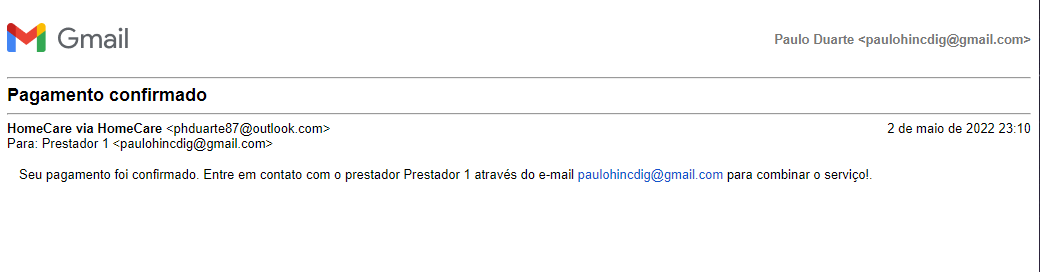 Gmail
Paulo Duarte <paulohincdig@gmail.com>
Pagamento confirmado
HomeCare via HomeCare <phduarte87@outlook.com>
2 de maio de 2022 23:10
Para: Prestador 1 <paulohincdig@gmail.com>
Seu pagamento foi confirmado. Entre em contato com o prestador Prestador 1 através do e-mail paulohincdig@gmail.com para combinar o serviço!.